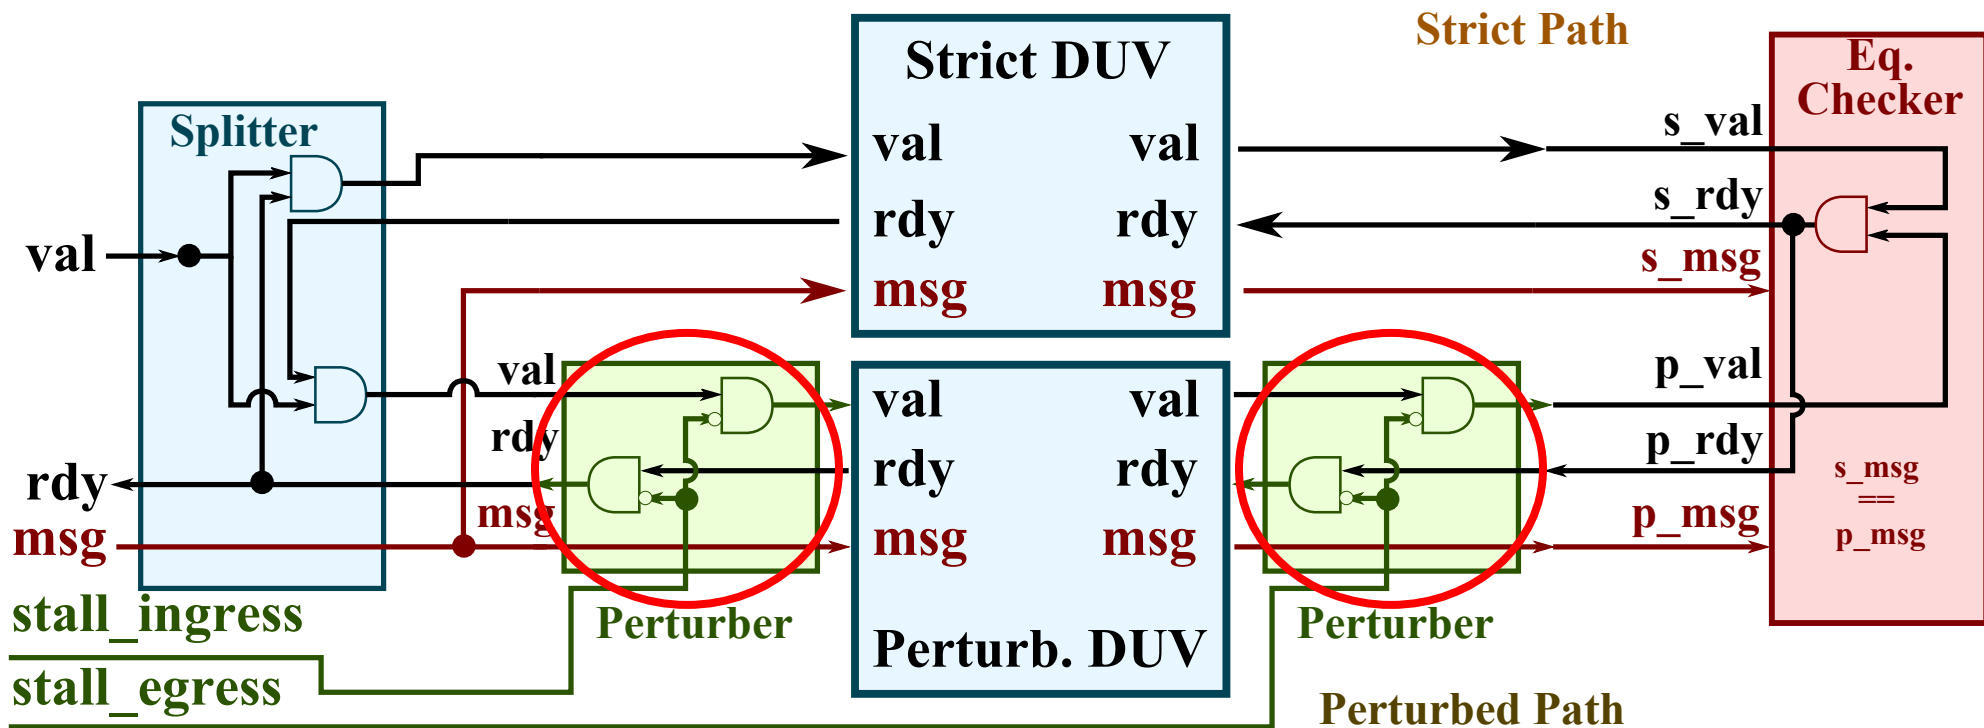 Strict Path
Strict DUV
Eq.
Checker
Splitter
s_val
val
val
s_rdy
rdy
rdy
val
s_msg
msg
msg
val
p_val
val
val
rdy
p_rdy
rdy
rdy
rdy
s_msg
==
p_msg
msg
msg
p_msg
msg
msg
stall_ingress
Perturber
Perturber
Perturb. DUV
stall_egress
Perturbed Path